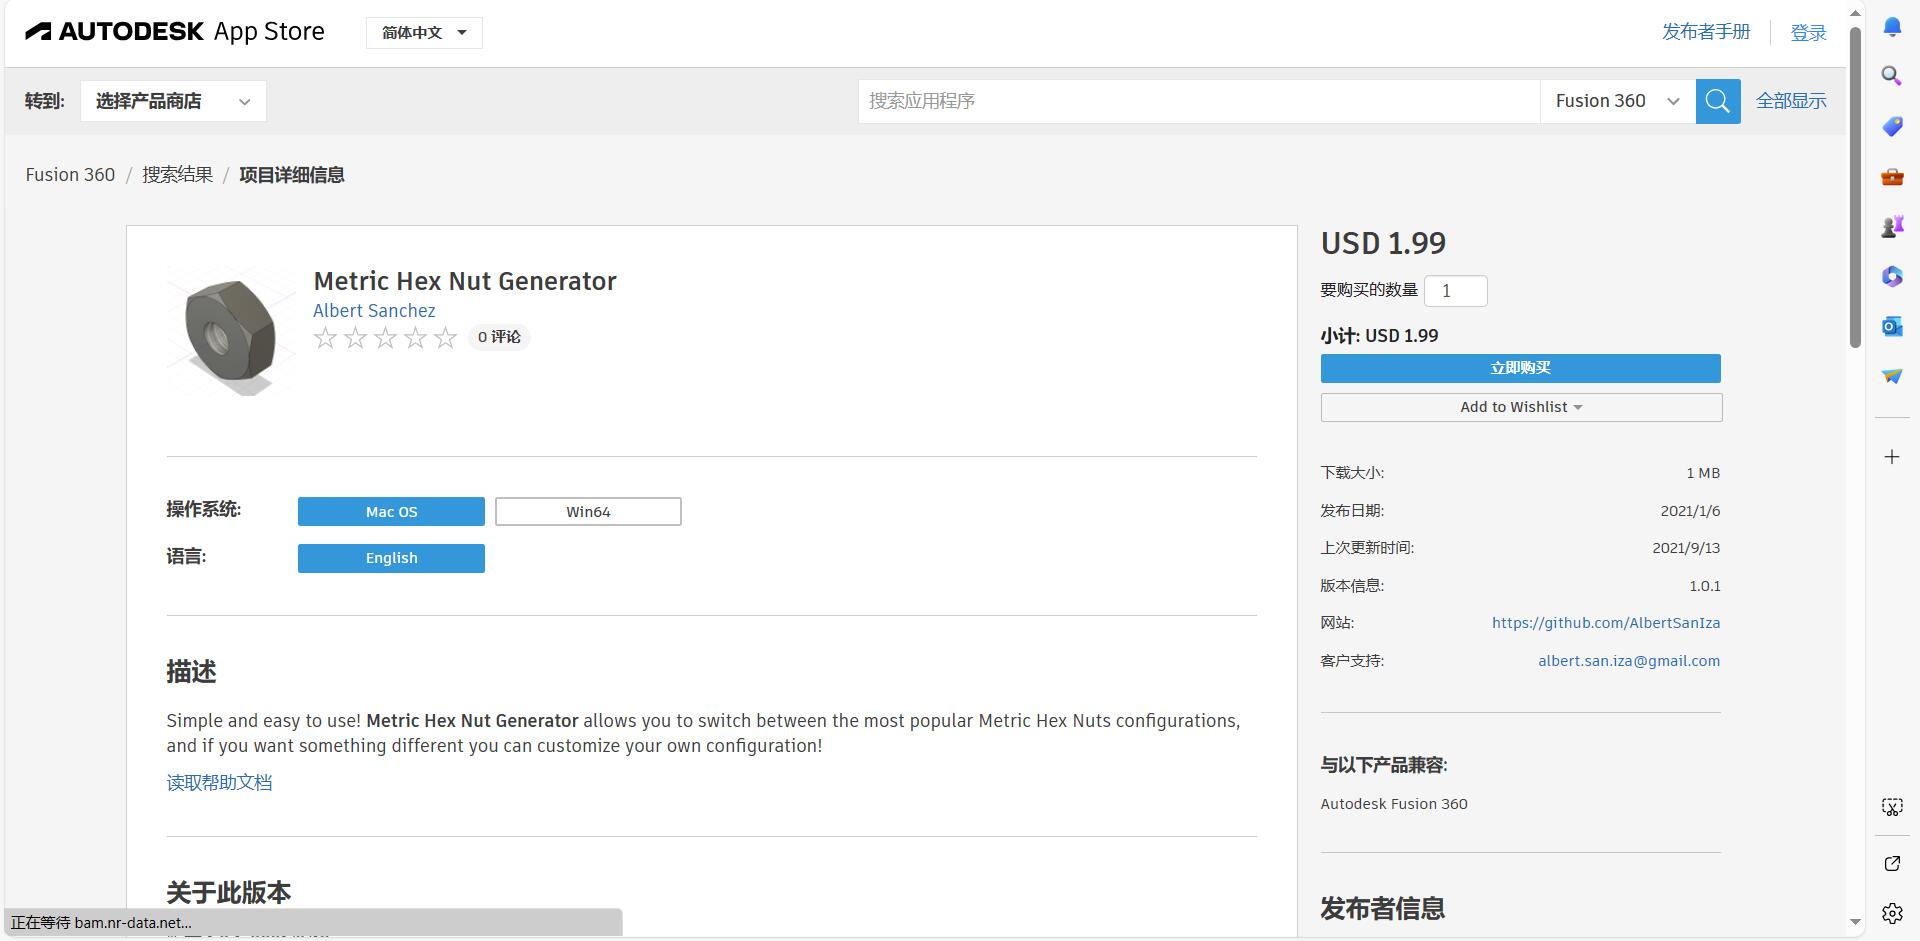 AUTODESK App Store
简体中文
发布者手册
登录
转到:
选择产品商店
搜索应用程序
Fusion 360
全部显示
Fusion 360 / 搜索结果 / 项目详细信息
Metric Hex Nut Generator
Albert Sanchez
0 评论
操作系统:
Mac OS
Win64
语言:
English
描述
Simple and easy to use! Metric Hex Nut Generator allows you to switch between the most popular Metric Hex Nuts configurations,
and if you want something different you can customize your own configuration!
读取帮助文档
关于此版本
USD 1.99
要购买的数量 1
小计: USD 1.99
立即购买
Add to Wishlist
下载大小: 1 MB
发布日期: 2021/1/6
上次更新时间: 2021/9/13
版本信息: 1.0.1
网站: https://github.com/AlbertSanIza
客户支持: albert.san.iza@gmail.com
与以下产品兼容:
Autodesk Fusion 360
发布者信息
正在等待 bam.nr-data.net...